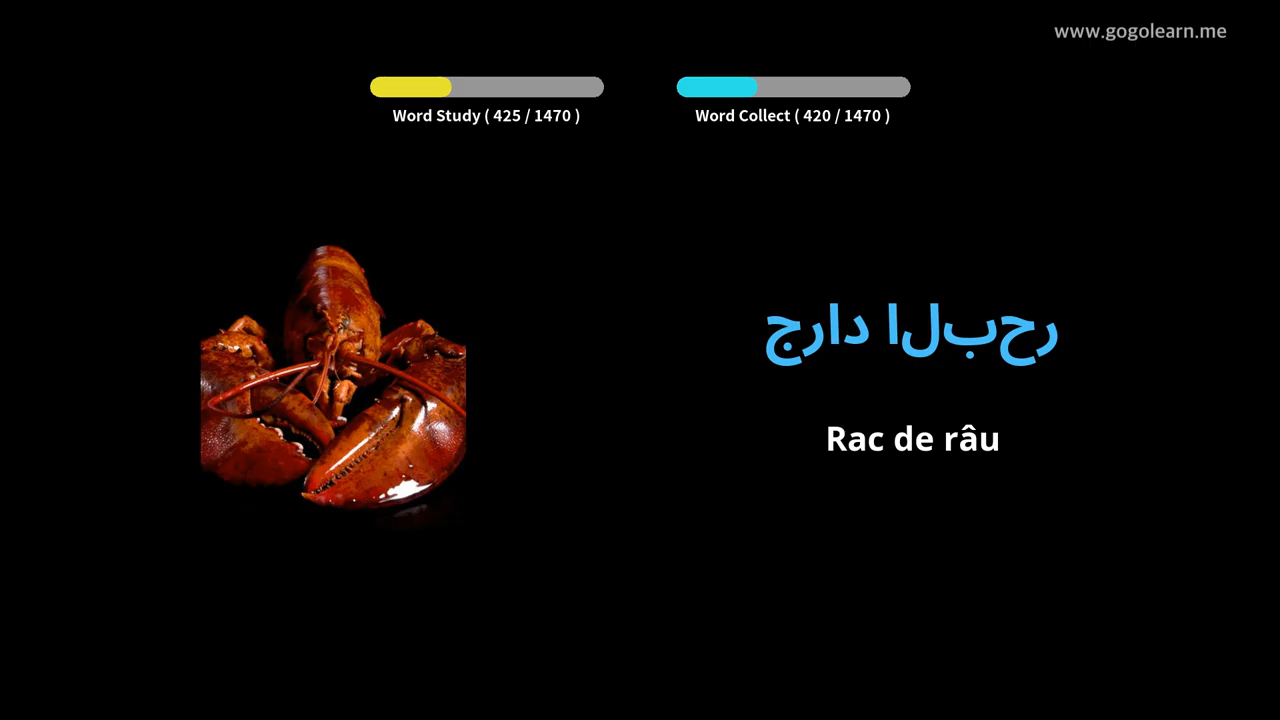 www.gogolearn.me
Word Study ( 425 / 1470 )
Word Collect ( 420 / 1470 )
جراد البحر
Rac de râu